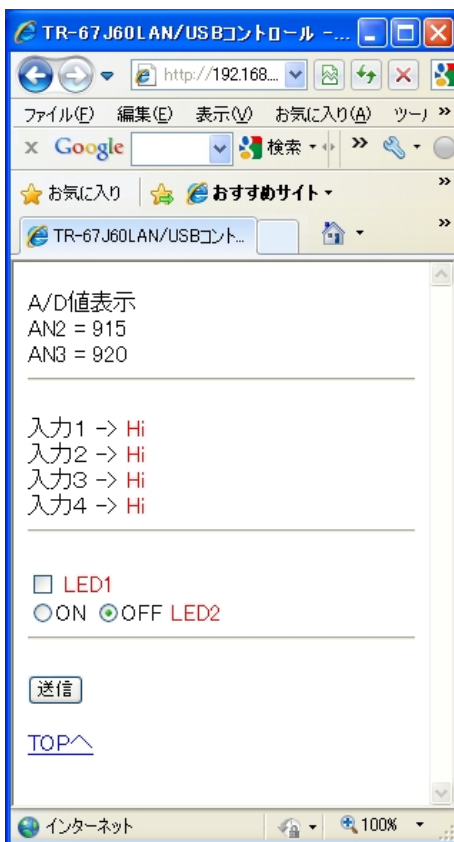 TR-67J60LAN/USBコントロール -...
http://192.168....
ファイル(F) 編集(E) 表示(V) お気に入り(A) ツール
x Google 検索
お気に入り おすすめサイト
TR-67J60LAN/USBコント...
A/D値表示
AN2 = 915
AN3 = 920
入力1 -> Hi
入力2 -> Hi
入力3 -> Hi
入力4 -> Hi
LED1
ON OFF LED2
送信
TOPへ
インターネット 100%